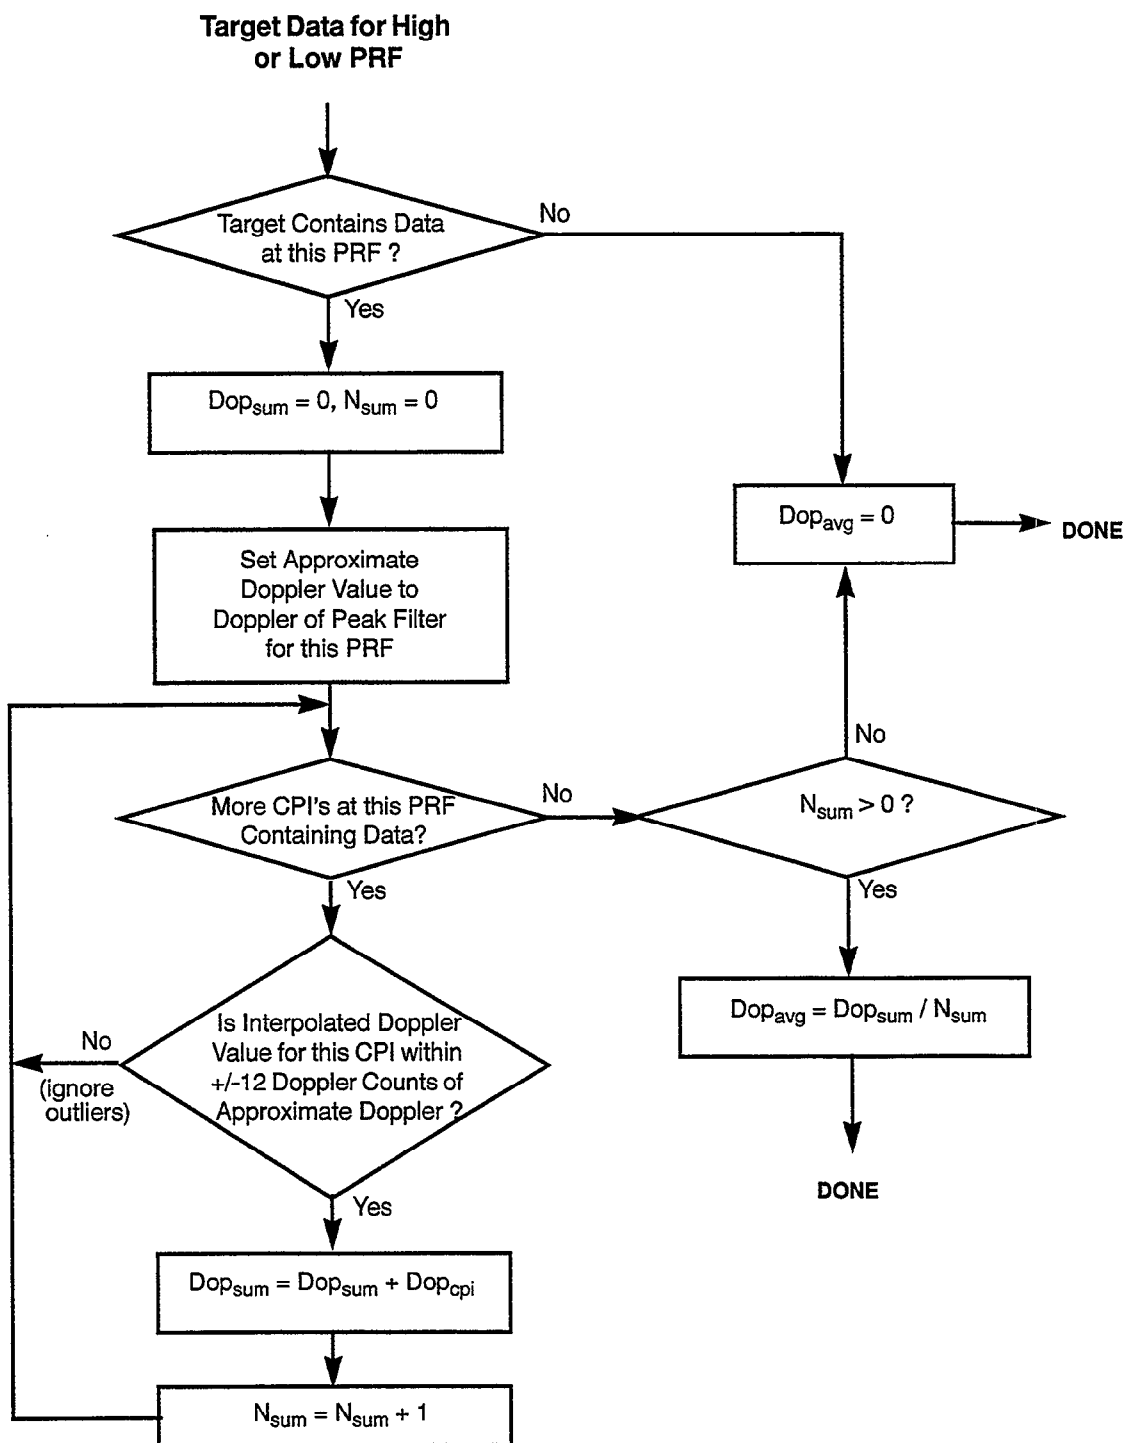 Target Data for High
or Low PRF
Target Contains Data
at this PRF ?
No
Yes
Dopsum = 0, Nsum = 0
Dopavg = 0
DONE
Set Approximate
Doppler Value to
Doppler of Peak Filter
for this PRF
No
More CPI's at this PRF
Containing Data?
No
Nsum > 0 ?
Yes
Yes
Dopavg = Dopsum / Nsum
Is Interpolated Doppler
Value for this CPI within
+/-12 Doppler Counts of
Approximate Doppler ?
No
(ignore
outliers)
DONE
Yes
Dopsum = Dopsum + Dopcpi
Nsum = Nsum + 1